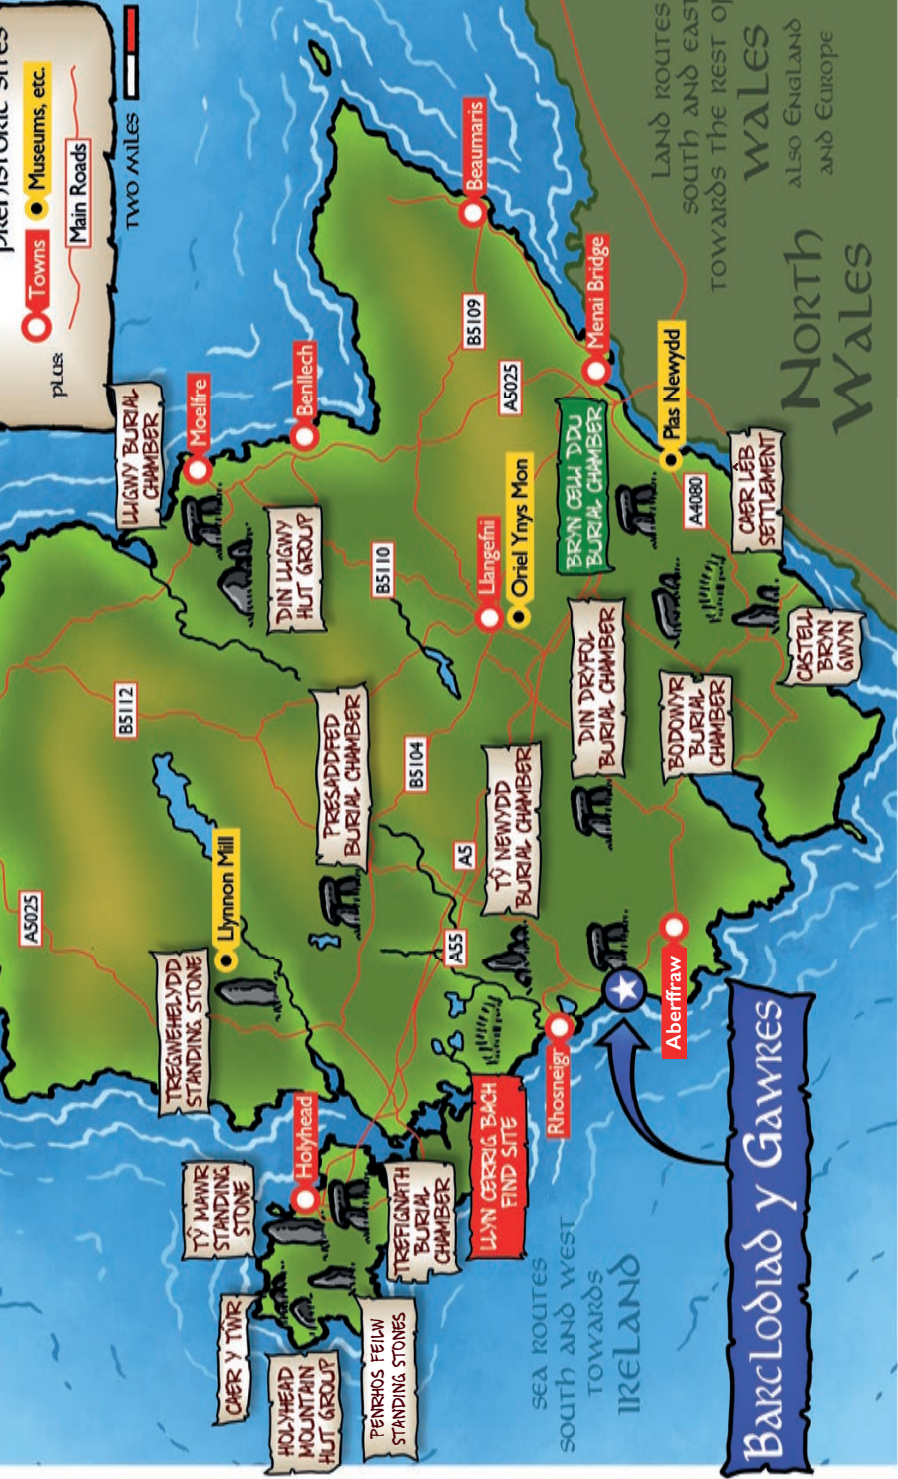 prehistoric sites
Towns
Museums, etc.
plus:
Main Roads
two miles
A5025
B5112
LLIGWY BURIAL
CHAMBER
Moelfre
TREGWEHELYDD
STANDING STONE
Llynnon Mill
TŶ MAWR
STANDING
STONE
CAER Y TŴR
Holyhead
HOLYHEAD
MOUNTAIN
HUT GROUP
DIN LLIGWY
HUT GROUP
Benllech
PRESADDFED
BURIAL CHAMBER
PENRHOS FEILW
STANDING STONES
TREFIGNATH
BURIAL
CHAMBER
B5110
B5104
A5
A55
B5109
Beaumaris
A5025
LLYN CERRIG BACH
FIND SITE
TŶ NEWYDD
BURIAL CHAMBER
Llangefni
Oriel Ynys Mon
Rhosneigr
DIN DRYFOL
BURIAL CHAMBER
BRYN CELLI DDU
BURIAL CHAMBER
Menai Bridge
Plas Newydd
A4080
Aberffraw
BODOWYR
BURIAL
CHAMBER
CAER LÊB
SETTLEMENT
CASTELL
BRYN
GWYN
SEA ROUTES
SOUTH AND WEST
TOWARDS
IRELAND
Barclodiad y Gawres
LAND ROUTES
SOUTH AND EAST
TOWARDS THE REST OF
WALES
ALSO ENGLAND
AND EUROPE
NORTH
WALES